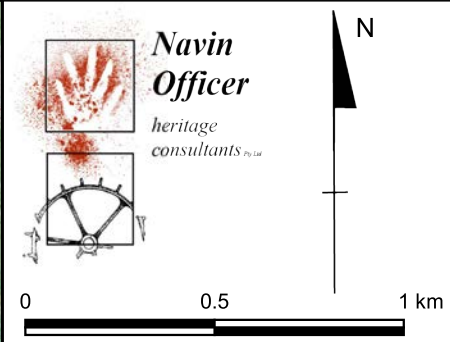 Navin
Officer
heritage
consultants Pty Ltd
N
0 0.5 1 km